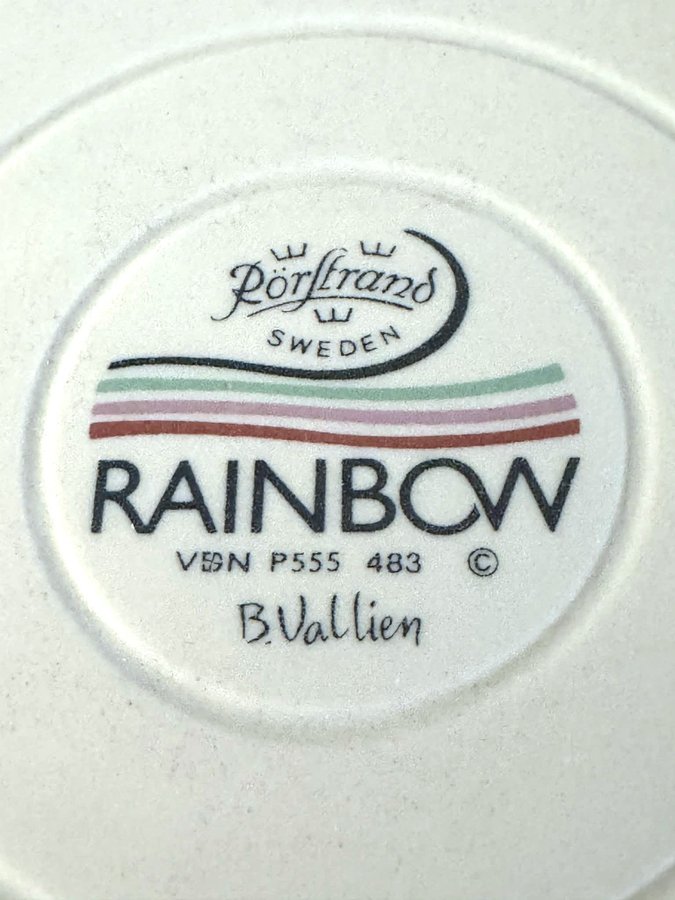 Rörstrand
SWEDEN
RAINBOW
VBN P555 483 ©
B. Vallien